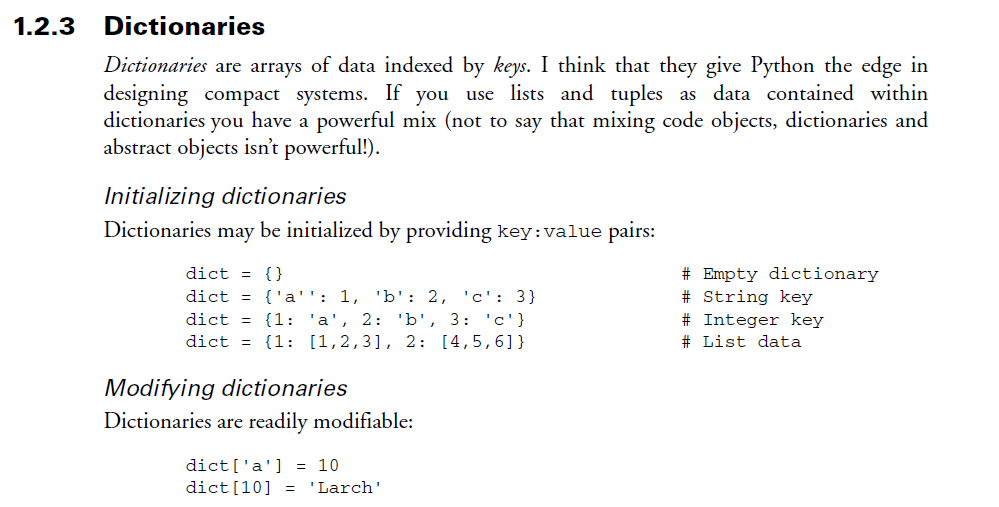 1.2.3 Dictionaries
Dictionaries are arrays of data indexed by keys. I think that they give Python the edge in
designing compact systems. If you use lists and tuples as data contained within
dictionaries you have a powerful mix (not to say that mixing code objects, dictionaries and
abstract objects isn't powerful!).
Initializing dictionaries
Dictionaries may be initialized by providing key:value pairs:
dict = {} # Empty dictionary
dict = {'a'': 1, 'b': 2, 'c': 3} # String key
dict = {1: 'a', 2: 'b', 3: 'c'} # Integer key
dict = {1: [1,2,3], 2: [4,5,6]} # List data
Modifying dictionaries
Dictionaries are readily modifiable:
dict['a'] = 10
dict[10] = 'Larch'